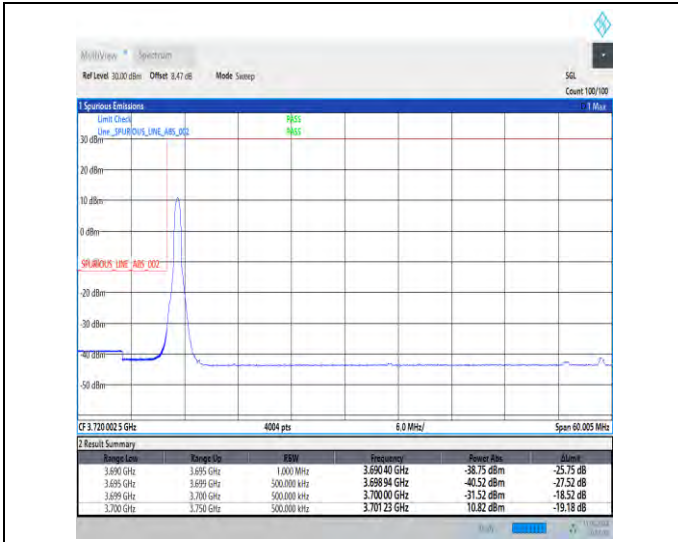 MultiView Spectrum
Ref Level 30.00 dBm Offset 8.47 dB Mode Sweep SGL
Count 100/100
1 Spurious Emissions 1 Max
Limit Check PASS
Line _SPURIOUS_LINE_ABS_002 PASS
30 dBm
20 dBm
10 dBm
0 dBm
SPURIOUS_LINE_ABS_002
-20 dBm
-30 dBm
-40 dBm
-50 dBm
CF 3.720 002 5 GHz 4004 pts 6.0 MHz/ Span 60.005 MHz
2 Result Summary
Range Low Range Up RBW Frequency Power Abs ΔLimit
3.690 GHz 3.695 GHz 1.000 MHz 3.690 40 GHz -38.75 dBm -25.75 dB
3.695 GHz 3.699 GHz 500.000 kHz 3.698 94 GHz -40.52 dBm -27.52 dB
3.699 GHz 3.700 GHz 500.000 kHz 3.700 00 GHz -31.52 dBm -18.52 dB
3.700 GHz 3.750 GHz 500.000 kHz 3.701 23 GHz 10.82 dBm -19.18 dB